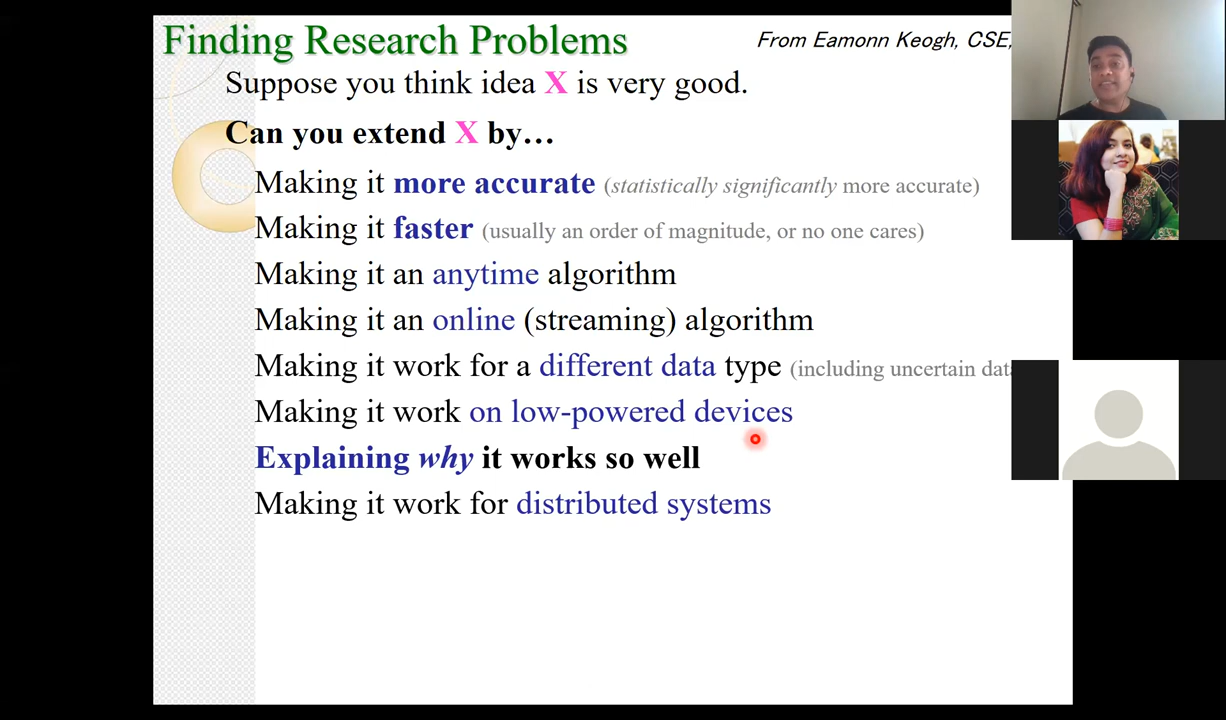 Finding Research Problems
From Eamonn Keogh, CSE,
Suppose you think idea X is very good.
Can you extend X by…
Making it more accurate (statistically significantly more accurate)
Making it faster (usually an order of magnitude, or no one cares)
Making it an anytime algorithm
Making it an online (streaming) algorithm
Making it work for a different data type (including uncertain
Making it work on low-powered devices
Explaining why it works so well
Making it work for distributed systems